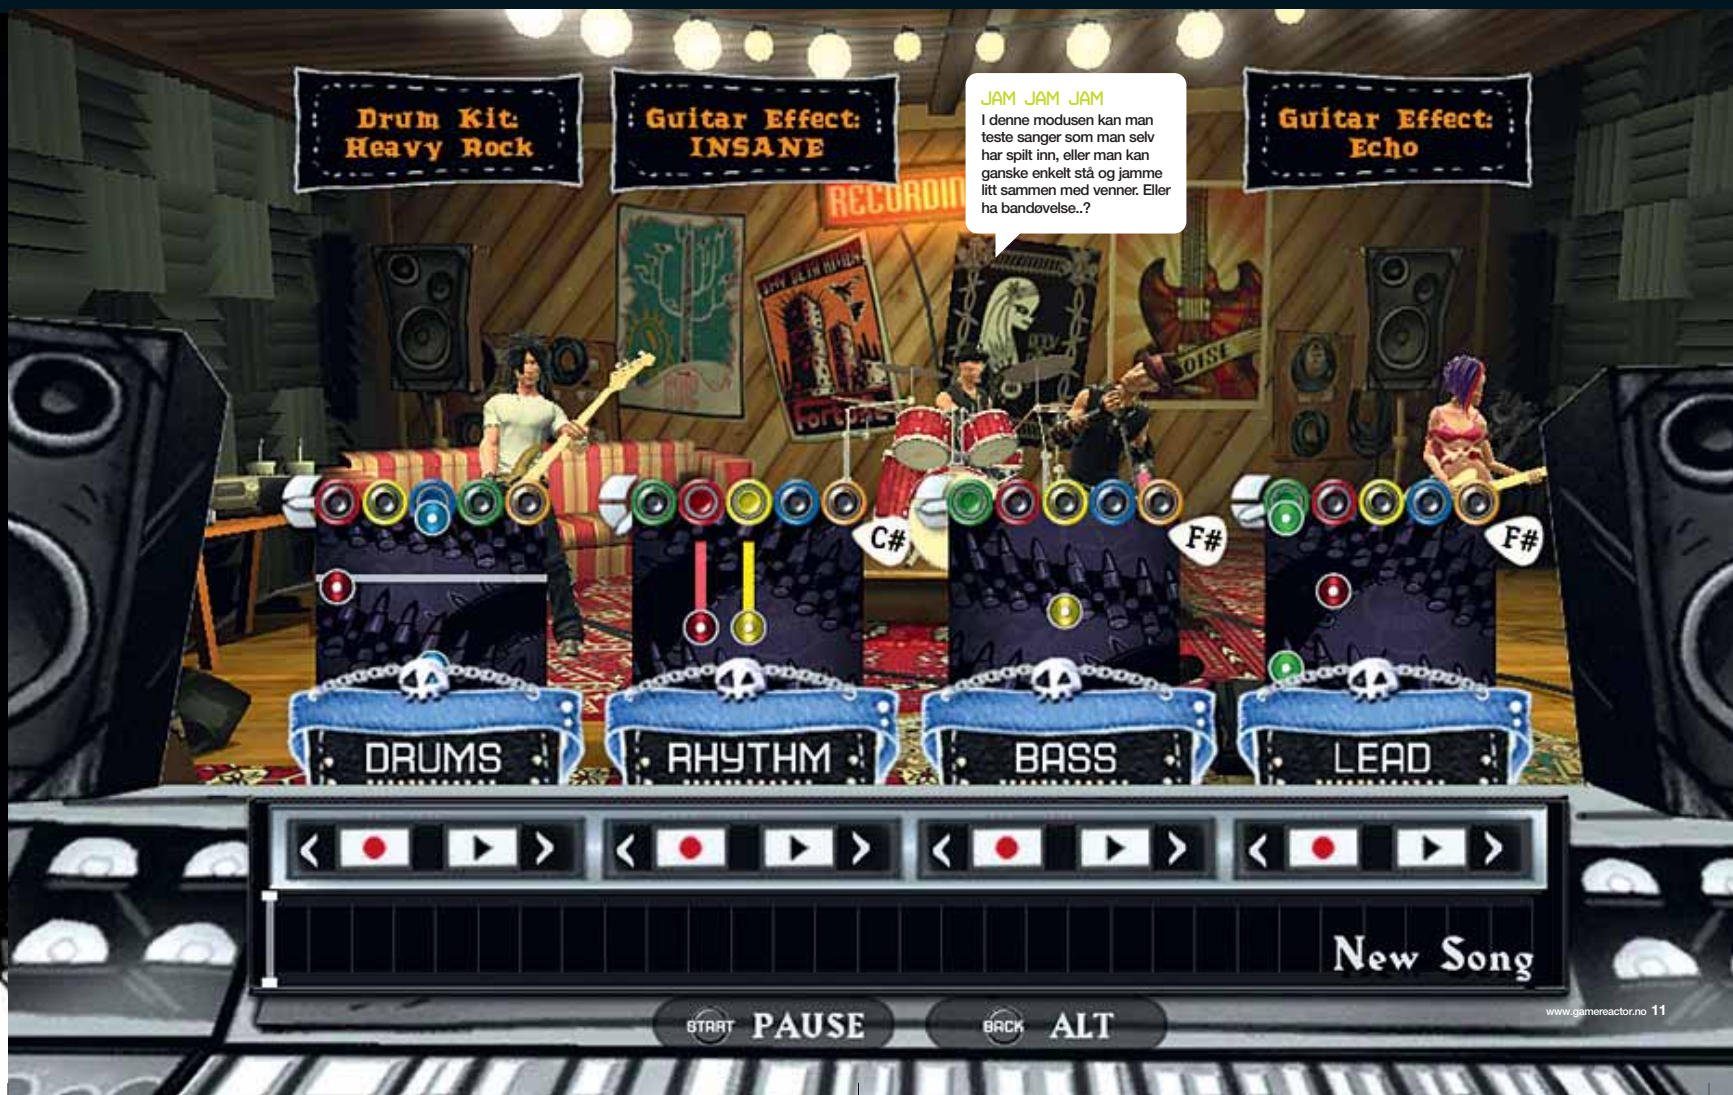 Drum Kit:
Heavy Rock
Guitar Effect:
INSANE
JAM JAM JAM
I denne modusen kan man
teste sanger som man selv
har spilt inn, eller man kan
ganske enkelt stå og jamme
litt sammen med venner. Eller
ha bandøvelse..?
Guitar Effect:
Echo
RECORDIN
NOISE
C#
F#
F#
DRUMS
RHYTHM
BASS
LEAD
New Song
START PAUSE
BACK ALT
www.gamereactor.no 11